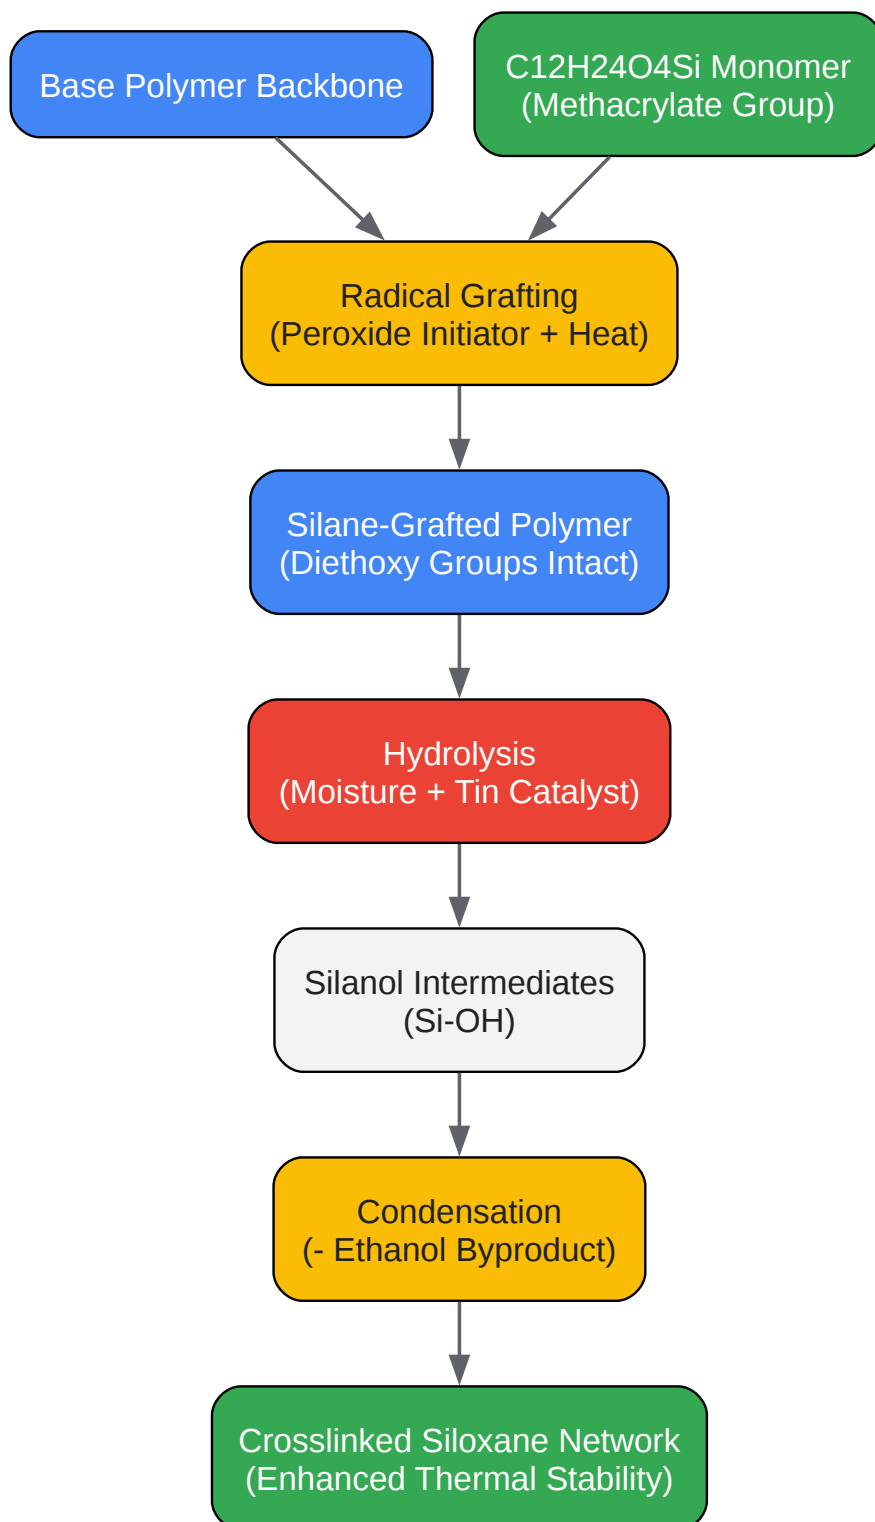 Base Polymer Backbone
C12H24O4Si Monomer
(Methacrylate Group)
Radical Grafting
(Peroxide Initiator + Heat)
Silane-Grafted Polymer
(Diethoxy Groups Intact)
Hydrolysis
(Moisture + Tin Catalyst)
Silanol Intermediates
(Si-OH)
Condensation
(- Ethanol Byproduct)
Crosslinked Siloxane Network
(Enhanced Thermal Stability)